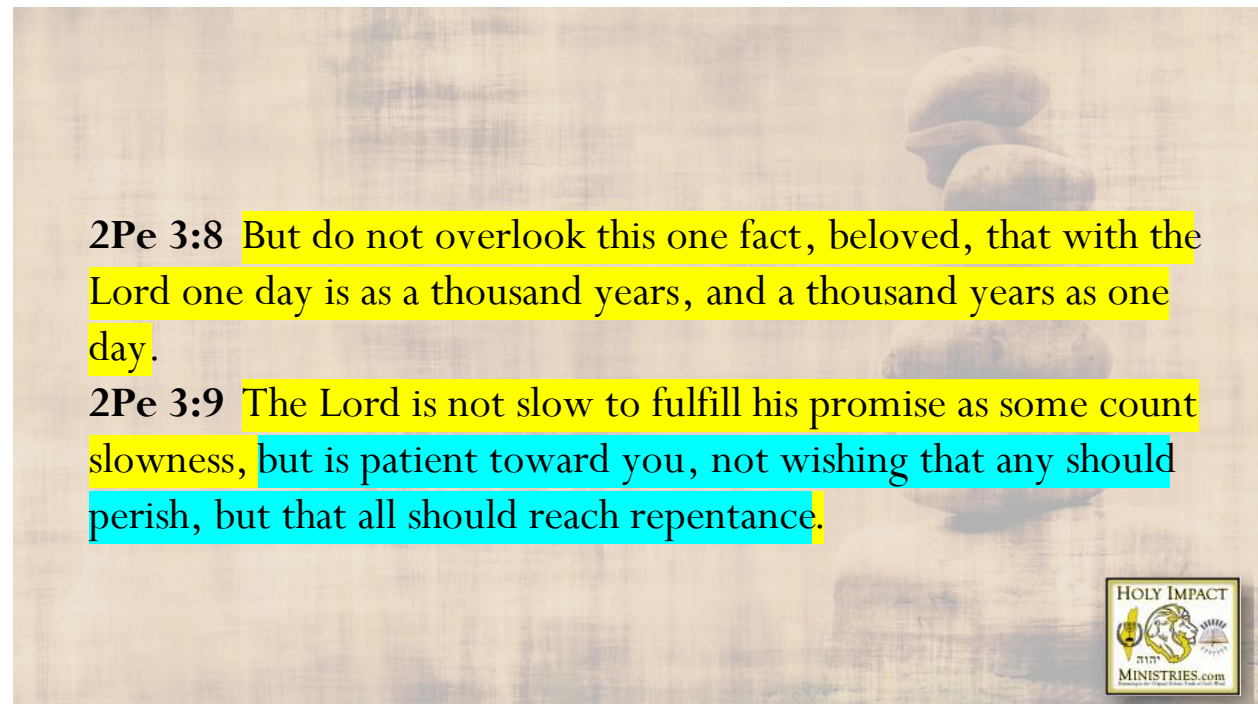 2Pe 3:8 But do not overlook this one fact, beloved, that with the
Lord one day is as a thousand years, and a thousand years as one
day.
2Pe 3:9 The Lord is not slow to fulfill his promise as some count
slowness, but is patient toward you, not wishing that any should
perish, but that all should reach repentance.
HOLY IMPACT
יהוה
MINISTRIES.com